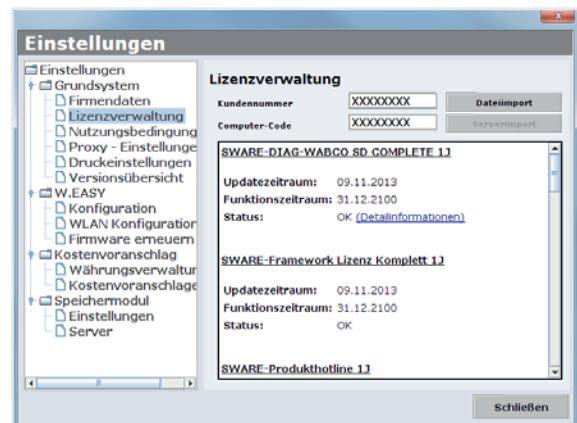 Einstellungen
Einstellungen
Grundsystem
Firmendaten
Lizenzverwaltung
Nutzungsbedingung
Proxy - Einstellunge
Druckeinstellungen
Versionsübersicht
W.EASY
Konfiguration
WLAN Konfiguration
Firmware erneuern
Kostenvoranschlag
Währungsverwaltur
Kostenvoranschlage
Speichermodul
Einstellungen
Server
Lizenzverwaltung
Kundennummer XXXXXXXX Dateiimport
Computer-Code XXXXXXXX Serverimport
SWARE-DIAG-WABCO SD COMPLETE 1J
Updatezeitraum: 09.11.2013
Funktionszeitraum: 31.12.2100
Status: OK (Detailinformationen)
SWARE-Framework Lizenz Komplett 1J
Updatezeitraum: 09.11.2013
Funktionszeitraum: 31.12.2100
Status: OK
SWARE-Produkthotline 1J
Schließen